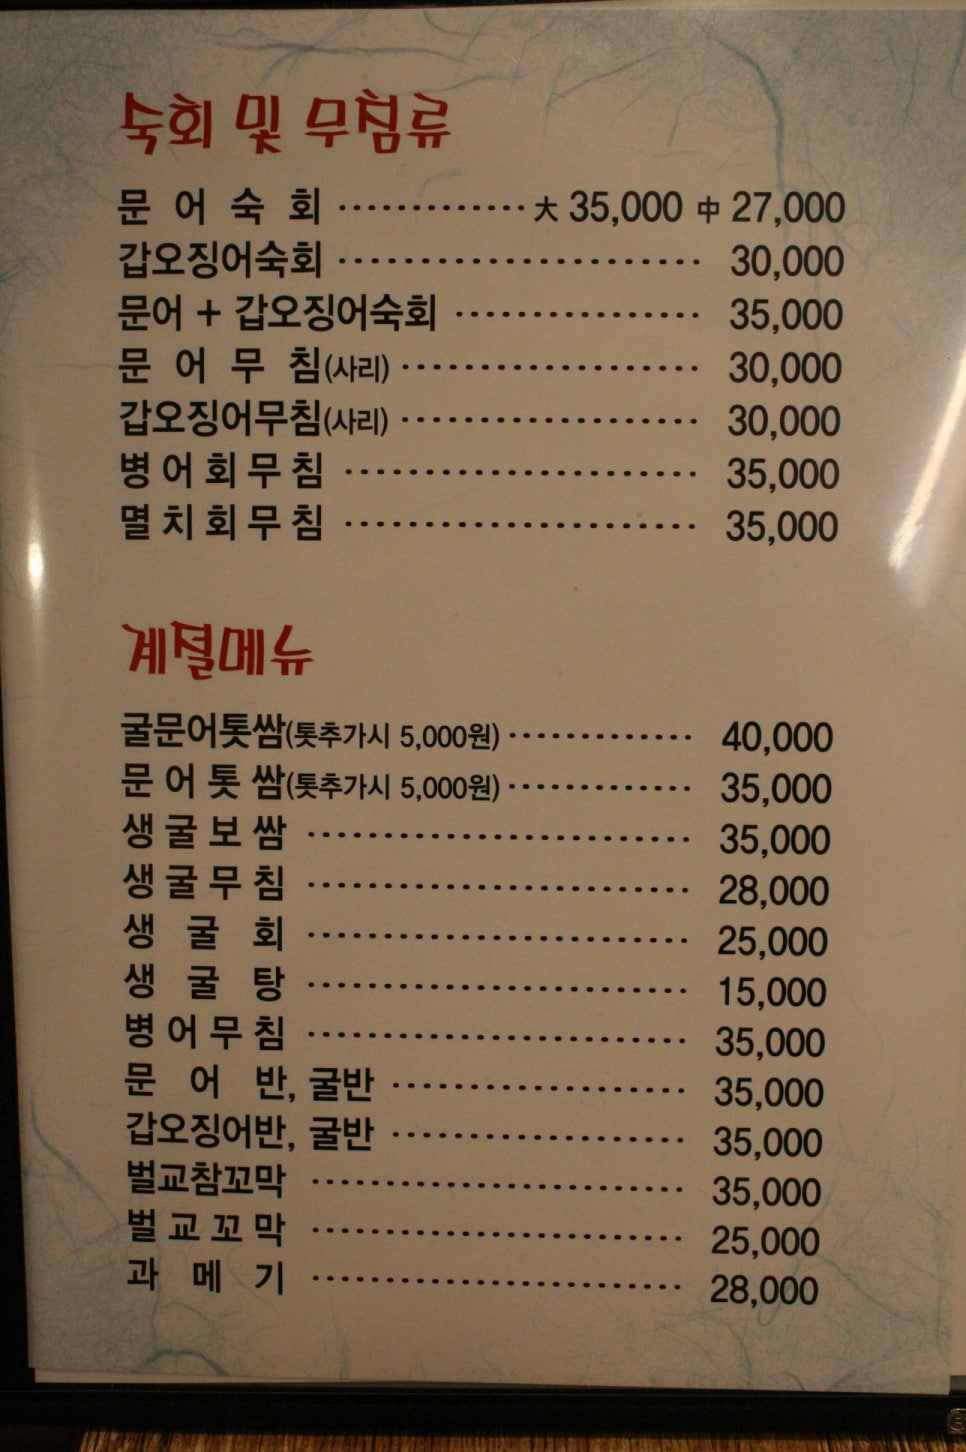 숙회 및 무침류
문어숙회 ············· 大 35,000 中 27,000
갑오징어숙회 ······················ 30,000
문어 + 갑오징어숙회 ················ 35,000
문어무침(사리) ··················· 30,000
갑오징어무침(사리) ··················· 30,000
병어회무침 ······················ 35,000
멸치회무침 ······················ 35,000
계절메뉴
굴문어톳쌈(톳추가시 5,000원) ············· 40,000
문어톳쌈(톳추가시 5,000원) ············· 35,000
생굴보쌈 ························· 35,000
생굴무침 ························· 28,000
생굴회 ························· 25,000
생굴탕 ························· 15,000
병어무침 ························· 35,000
문어반, 굴반 ··················· 35,000
갑오징어반, 굴반 ··················· 35,000
벌교참꼬막 ························ 35,000
벌교꼬막 ························ 25,000
과메기 ························ 28,000